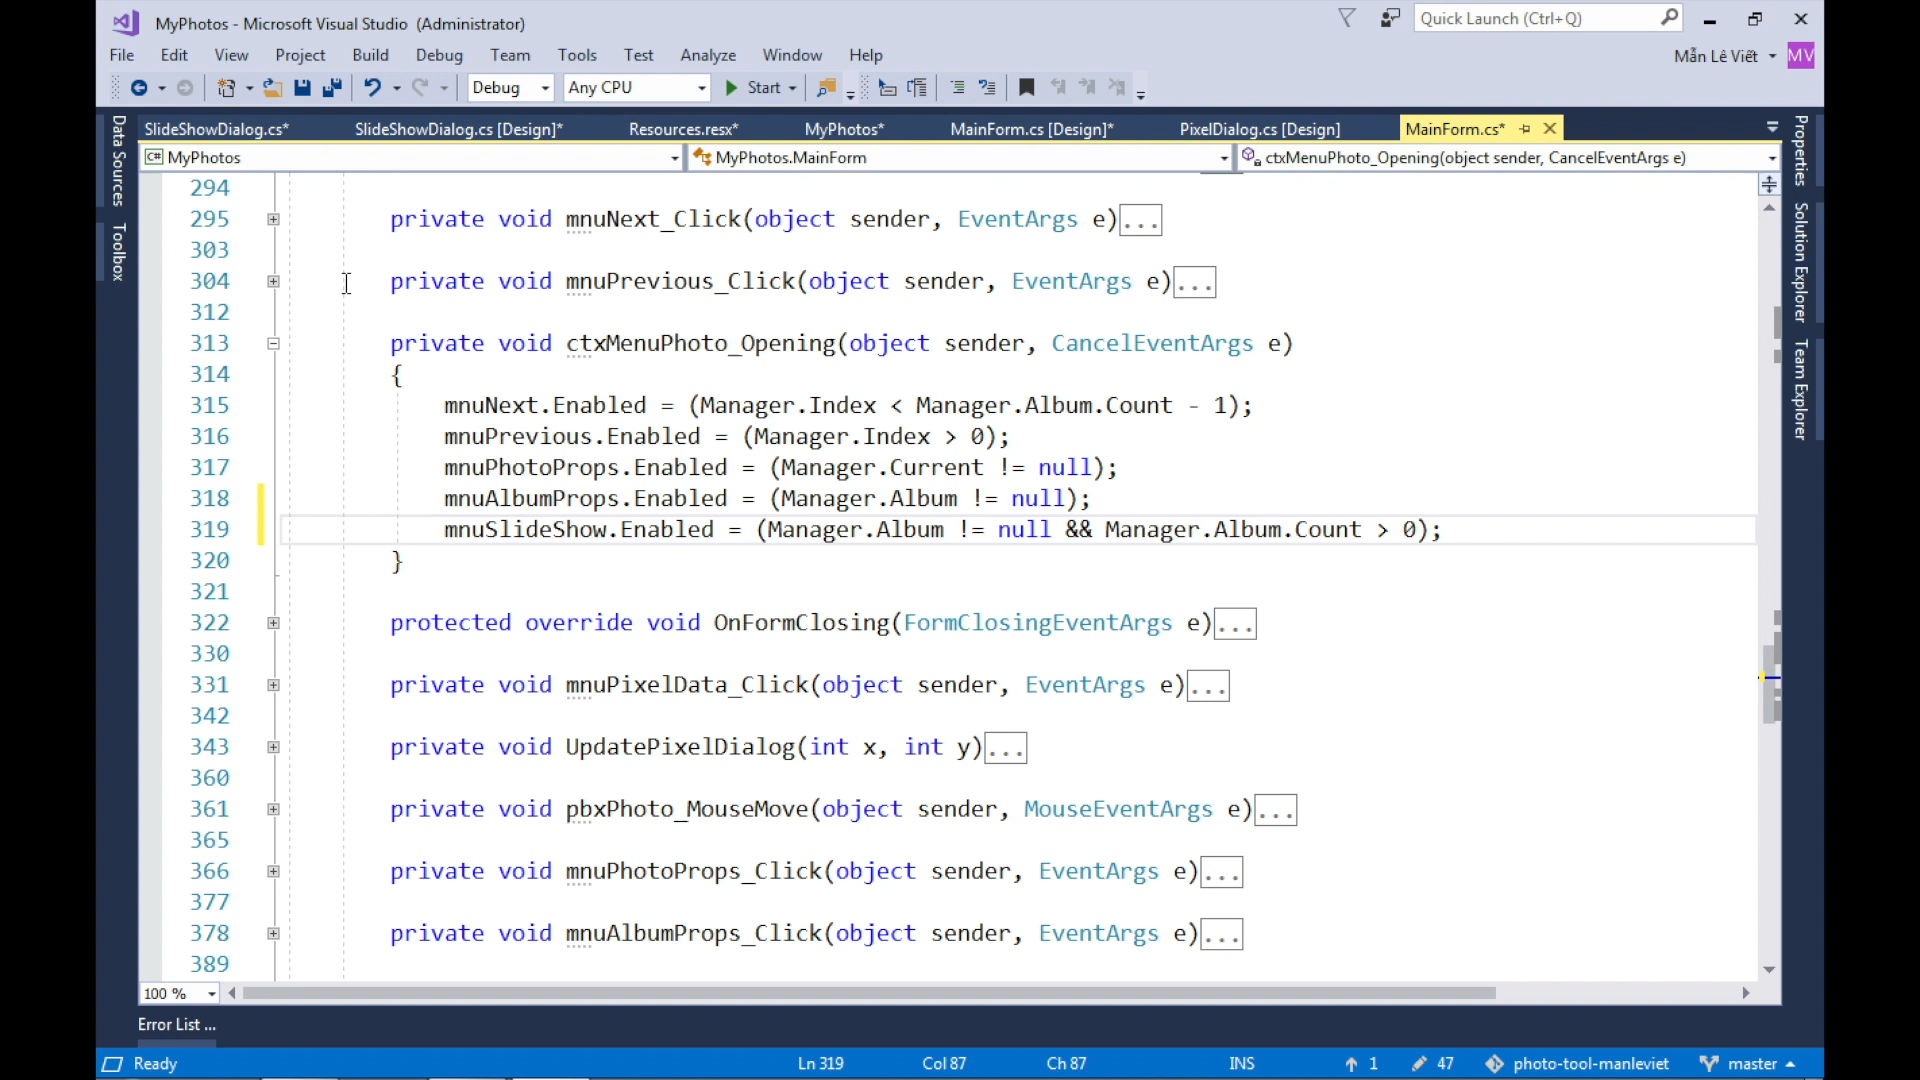 MyPhotos - Microsoft Visual Studio (Administrator)
Quick Launch (Ctrl+Q)
File Edit View Project Build Debug Team Tools Test Analyze Window Help
Mẫn Lê Viết MV
Debug Any CPU Start
SlideShowDialog.cs* SlideShowDialog.cs [Design]* Resources.resx* MyPhotos* MainForm.cs [Design]* PixelDialog.cs [Design] MainForm.cs*
C# MyPhotos MyPhotos.MainForm ctxMenuPhoto_Opening(object sender, CancelEventArgs e)
Data Sources
Toolbox
Properties
Solution Explorer
Team Explorer
294
295 private void mnuNext_Click(object sender, EventArgs e)...
303
304 private void mnuPrevious_Click(object sender, EventArgs e)...
312
313 private void ctxMenuPhoto_Opening(object sender, CancelEventArgs e)
314 {
315 mnuNext.Enabled = (Manager.Index < Manager.Album.Count - 1);
316 mnuPrevious.Enabled = (Manager.Index > 0);
317 mnuPhotoProps.Enabled = (Manager.Current != null);
318 mnuAlbumProps.Enabled = (Manager.Album != null);
319 mnuSlideShow.Enabled = (Manager.Album != null && Manager.Album.Count > 0);
320 }
321
322 protected override void OnFormClosing(FormClosingEventArgs e)...
330
331 private void mnuPixelData_Click(object sender, EventArgs e)...
342
343 private void UpdatePixelDialog(int x, int y)...
360
361 private void pbxPhoto_MouseMove(object sender, MouseEventArgs e)...
365
366 private void mnuPhotoProps_Click(object sender, EventArgs e)...
377
378 private void mnuAlbumProps_Click(object sender, EventArgs e)...
389
100 %
Error List ...
Ready Ln 319 Col 87 Ch 87 INS 1 47 photo-tool-manleviet master